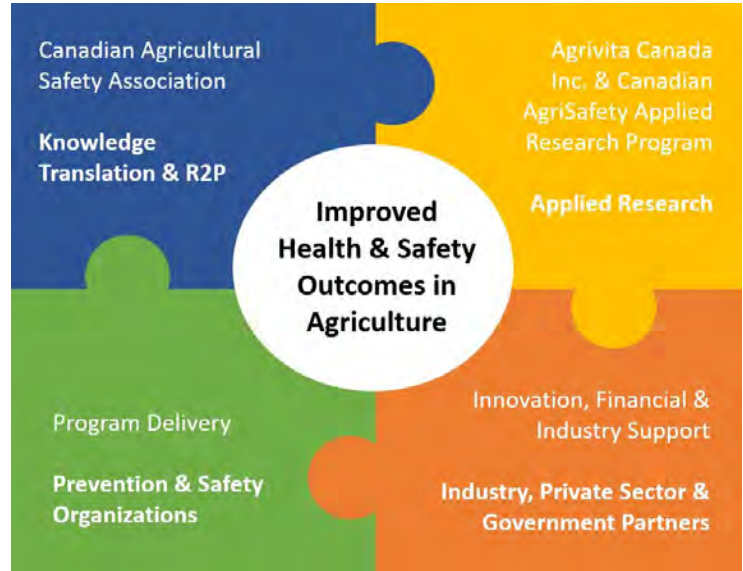 Canadian Agricultural
Safety Association
Knowledge
Translation & R2P
Agrivita Canada
Inc. & Canadian
AgriSafety Applied
Research Program
Applied Research
Improved
Health & Safety
Outcomes in
Agriculture
Program Delivery
Prevention & Safety
Organizations
Innovation, Financial &
Industry Support
Industry, Private Sector &
Government Partners